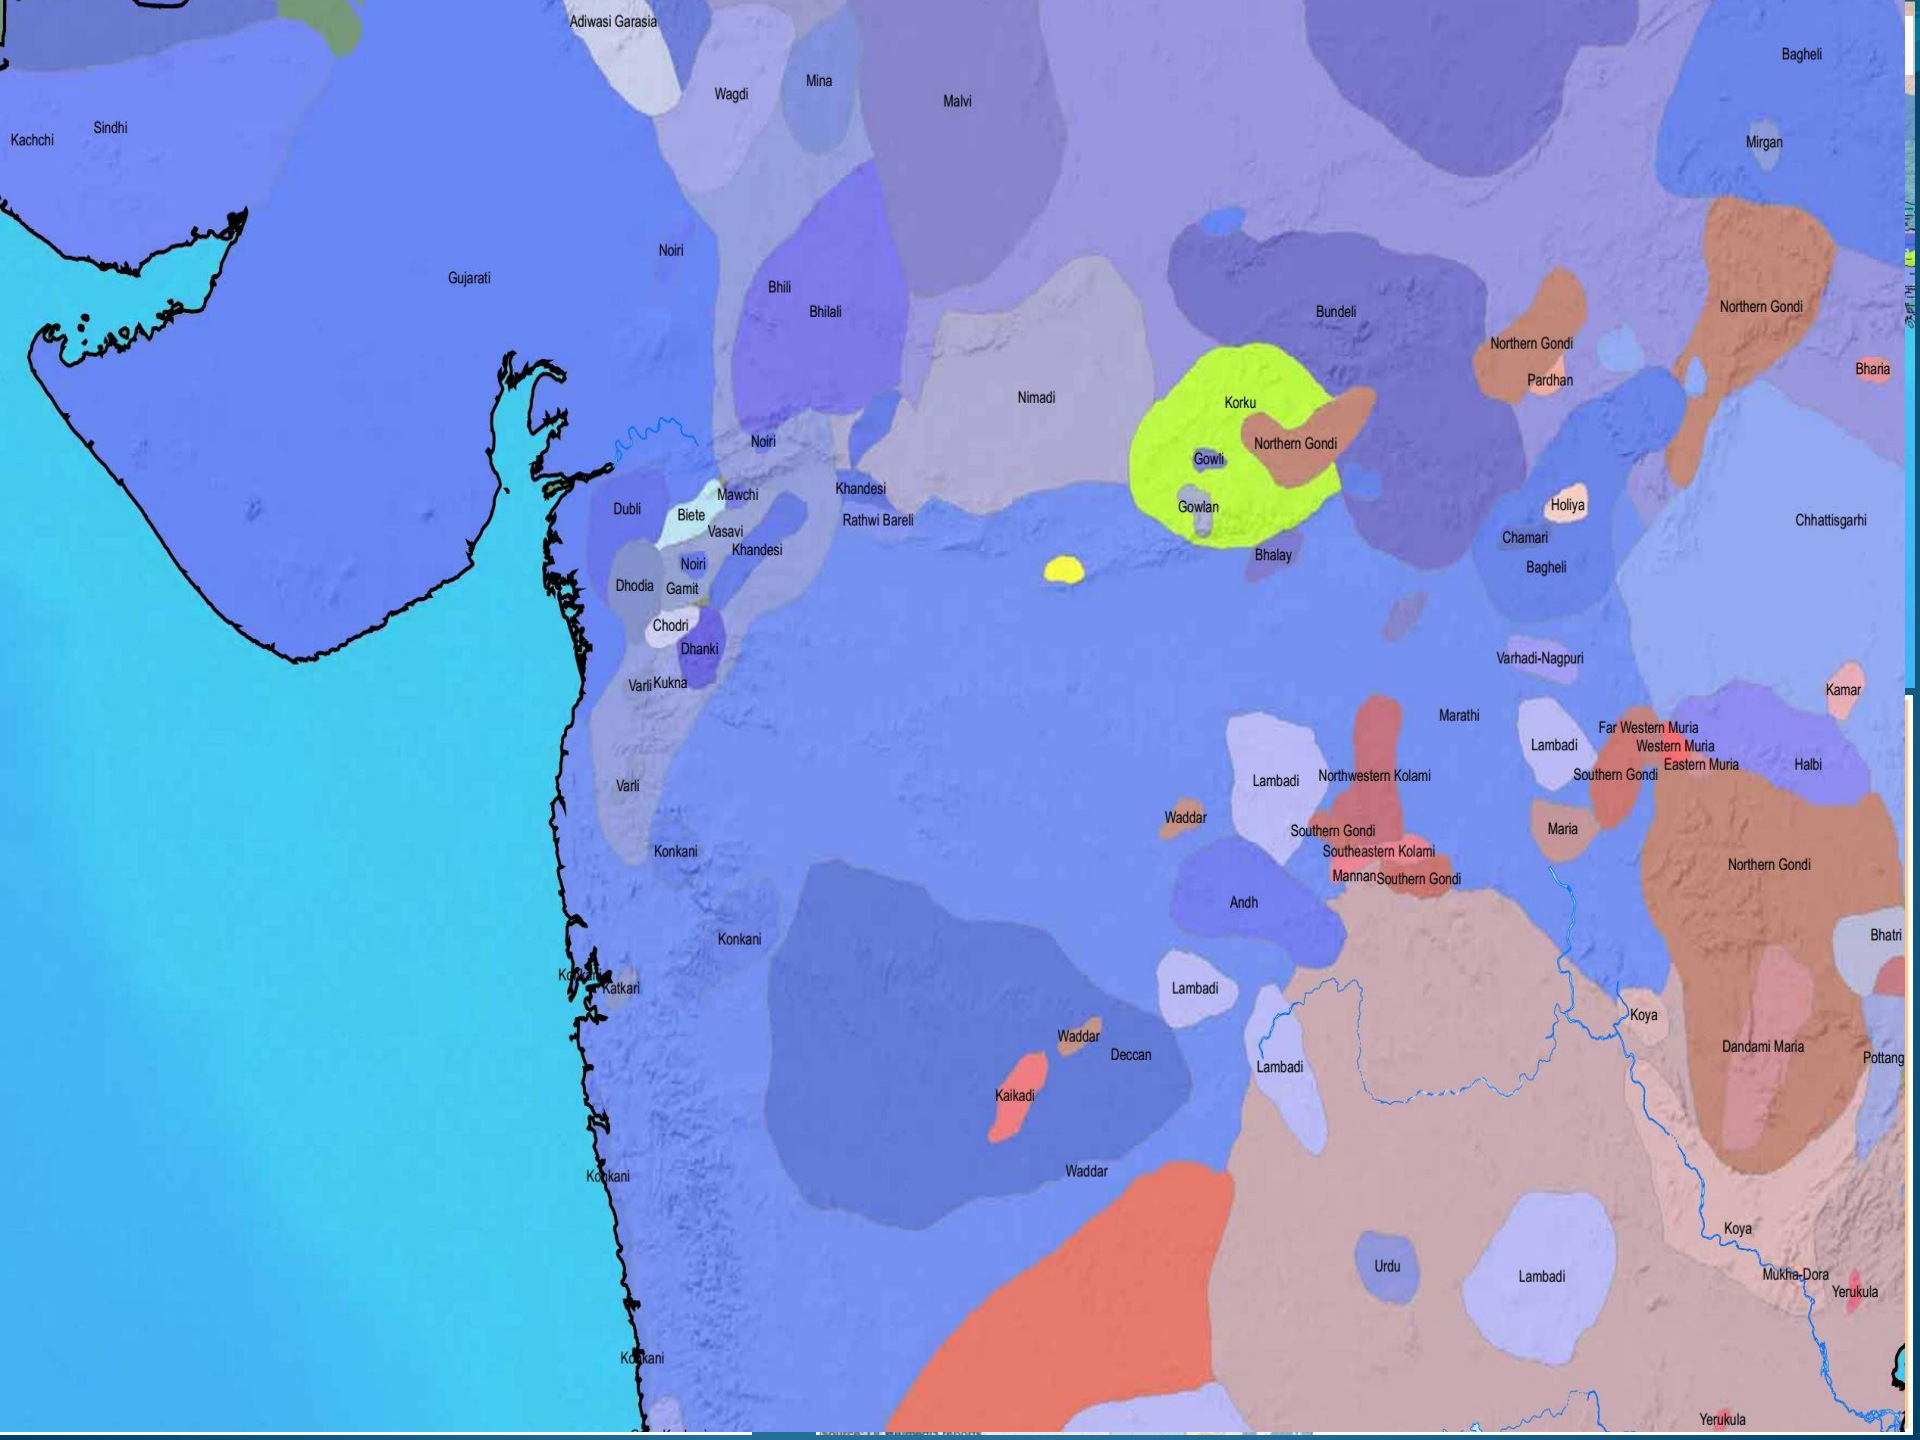 Adiwasi Garasia
Bagheli
Mina
Wagdi
Malvi
Sindhi
Kachchi
Mirgan
Noiri
Gujarati
Bhili
Bhilali
Bundeli
Northern Gondi
Northern Gondi
Pardhan
Bharia
Nimadi
Korku
Noiri
Northern Gondi
Gowli
Khandesi
Mawchi
Dubli
Biete
Gowlan
Holiya
Rathwi Bareli
Chhattisgarhi
Vasavi
Khandesi
Chamari
Bhalay
Bagheli
Noiri
Dhodia
Gamit
Chodri
Dhanki
Varhadi-Nagpuri
Varli
Kukna
Kamar
Marathi
Far Western Muria
Lambadi
Western Muria
Eastern Muria
Halbi
Lambadi
Northwestern Kolami
Southern Gondi
Varli
Waddar
Southern Gondi
Maria
Konkani
Southeastern Kolami
Northern Gondi
Mannan
Southern Gondi
Andh
Bhatri
Konkani
Konkani
Katkari
Lambadi
Koya
Waddar
Deccan
Dandami Maria
Pottang
Lambadi
Kaikadi
Waddar
Konkani
Koya
Urdu
Lambadi
Mukha-Dora
Yerukula
Konkani
Yerukula